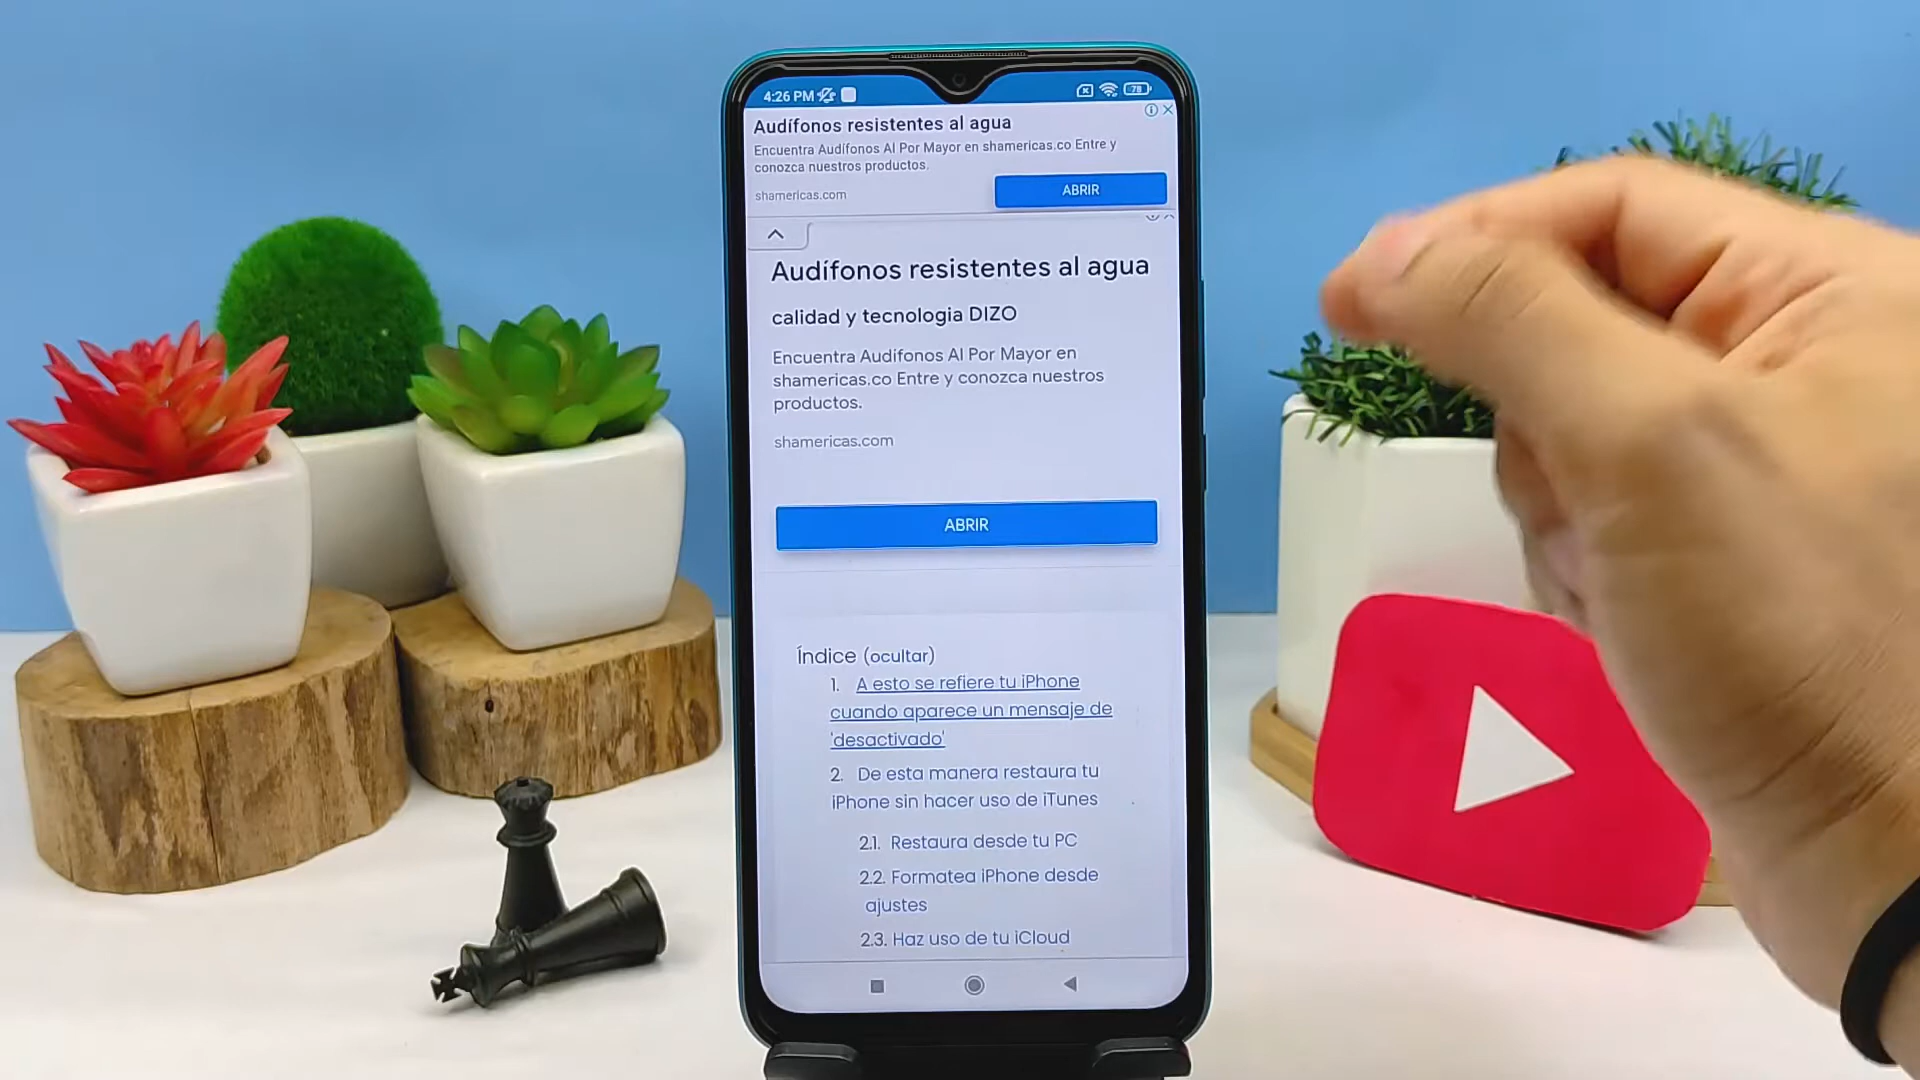 4:26 PM
78
Audífonos resistentes al agua
Encuentra Audífonos Al Por Mayor en shamericas.co Entre y
conozca nuestros productos.
shamericas.com
ABRIR
Audífonos resistentes al agua
calidad y tecnologia DIZO
Encuentra Audifonos Al Por Mayor en
shamericas.co Entre y conozca nuestros
productos.
shamericas.com
ABRIR
Índice (ocultar)
1. A esto se refiere tu iPhone
cuando aparece un mensaje de
'desactivado'
2. De esta manera restaura tu
iPhone sin hacer uso de iTunes
2.1. Restaura desde tu PC
2.2. Formatea iPhone desde
ajustes
2.3. Haz uso de tu iCloud